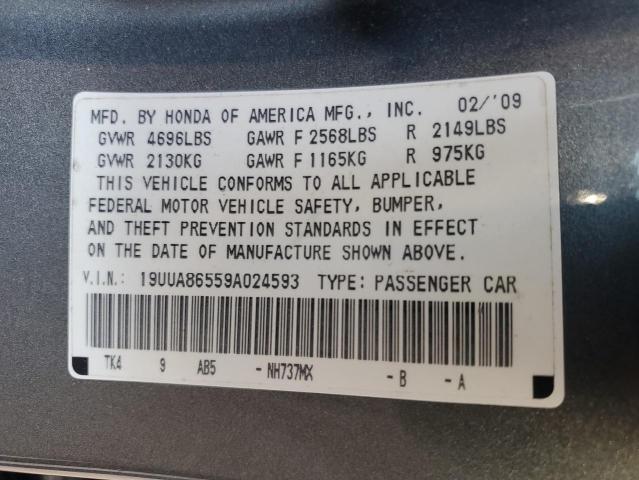 MFD. BY HONDA OF AMERICA MFG., INC. 02/'09
GVWR 4696LBS GAWR F 2568LBS R 2149LBS
GVWR 2130KG GAWR F 1165KG R 975KG
THIS VEHICLE CONFORMS TO ALL APPLICABLE
FEDERAL MOTOR VEHICLE SAFETY, BUMPER,
AND THEFT PREVENTION STANDARDS IN EFFECT
ON THE DATE OF MANUFACTURE SHOWN ABOVE.
V.I.N.: 19UUA86559A024593 TYPE: PASSENGER CAR
TK4 9 AB5 - NH737MX - B - A